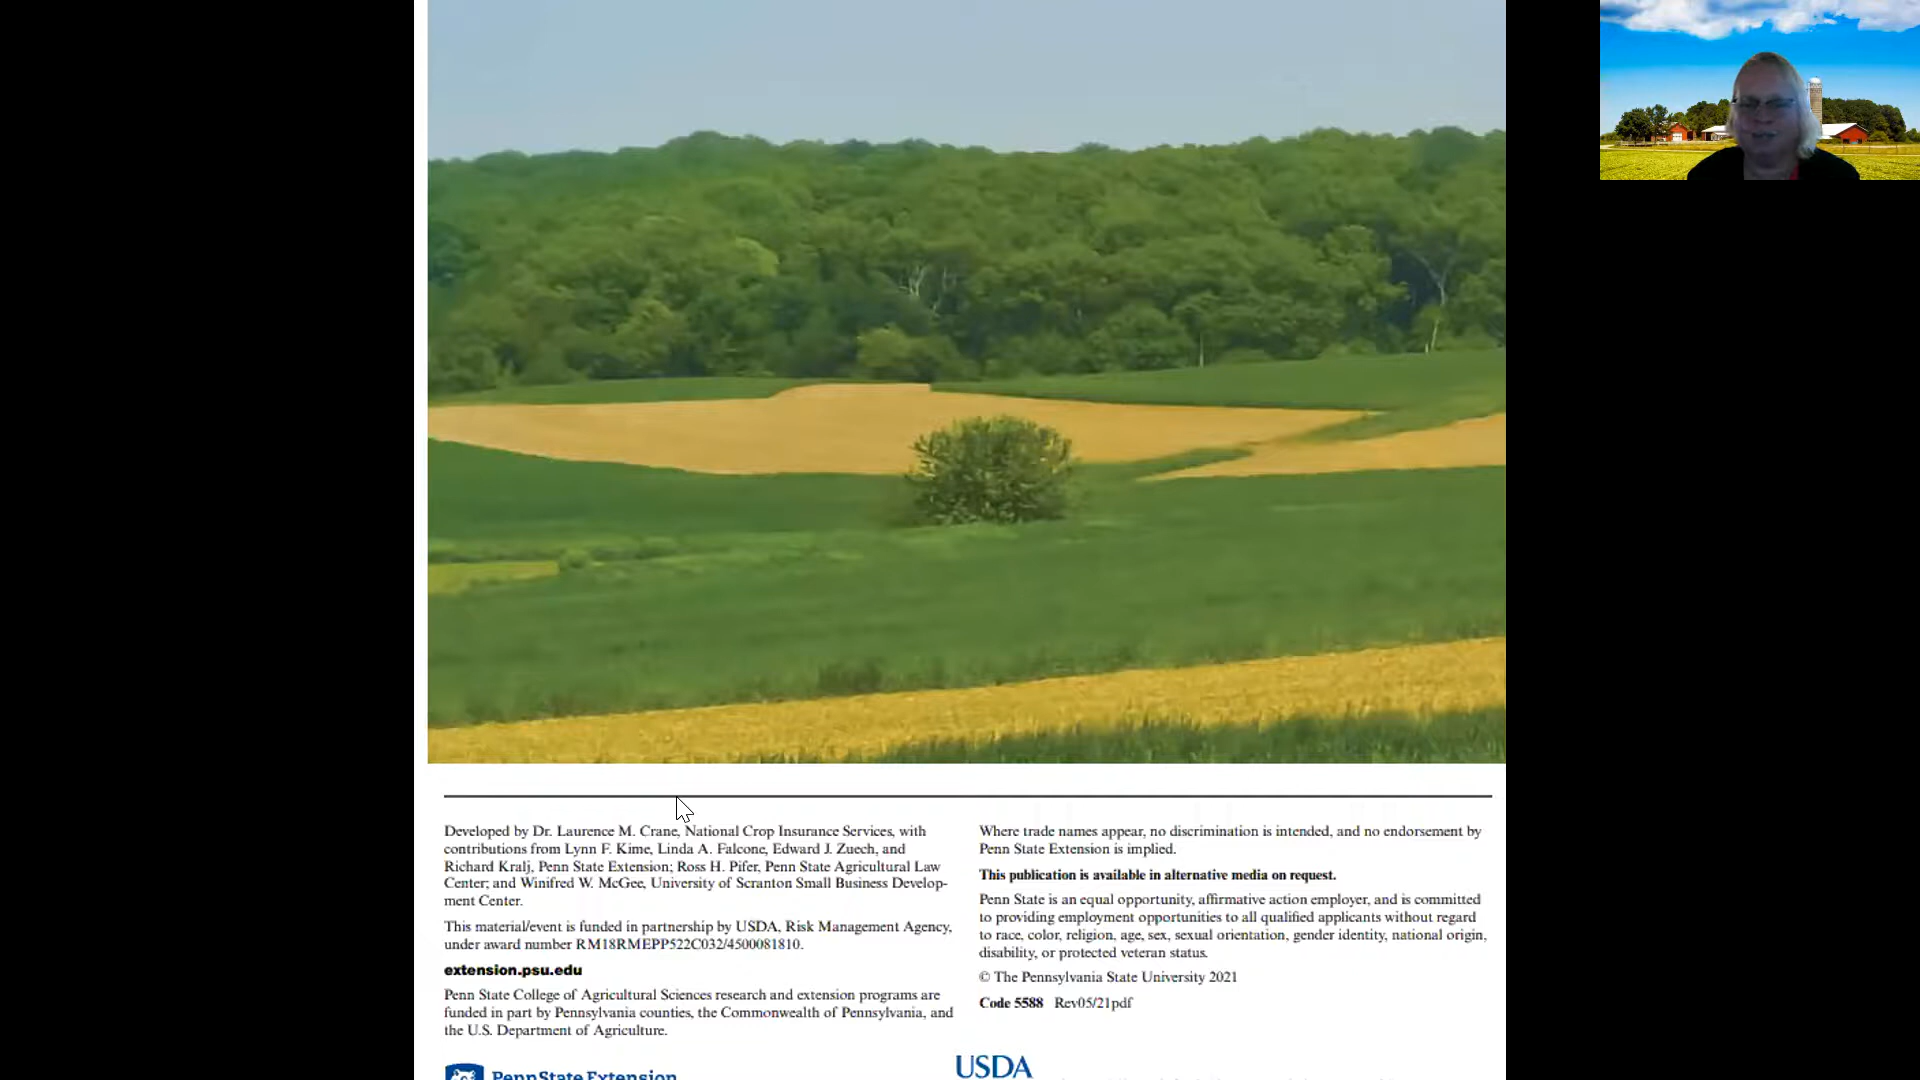 Developed by Dr. Laurence M. Crane, National Crop Insurance Services, with
contributions from Lynn F. Kime, Linda A. Falcone, Edward J. Zuech, and
Richard Kralj, Penn State Extension; Ross H. Pifer, Penn State Agricultural Law
Center; and Winifred W. McGee, University of Scranton Small Business Develop-
ment Center.
This material/event is funded in partnership by USDA, Risk Management Agency,
under award number RM18RMEPP522C032/4500081810.
extension.psu.edu
Penn State College of Agricultural Sciences research and extension programs are
funded in part by Pennsylvania counties, the Commonwealth of Pennsylvania, and
the U.S. Department of Agriculture.
PennState Extension
Where trade names appear, no discrimination is intended, and no endorsement by
Penn State Extension is implied.
This publication is available in alternative media on request.
Penn State is an equal opportunity, affirmative action employer, and is committed
to providing employment opportunities to all qualified applicants without regard
to race, color, religion, age, sex, sexual orientation, gender identity, national origin,
disability, or protected veteran status.
© The Pennsylvania State University 2021
Code 5588 Rev05/21pdf
USDA